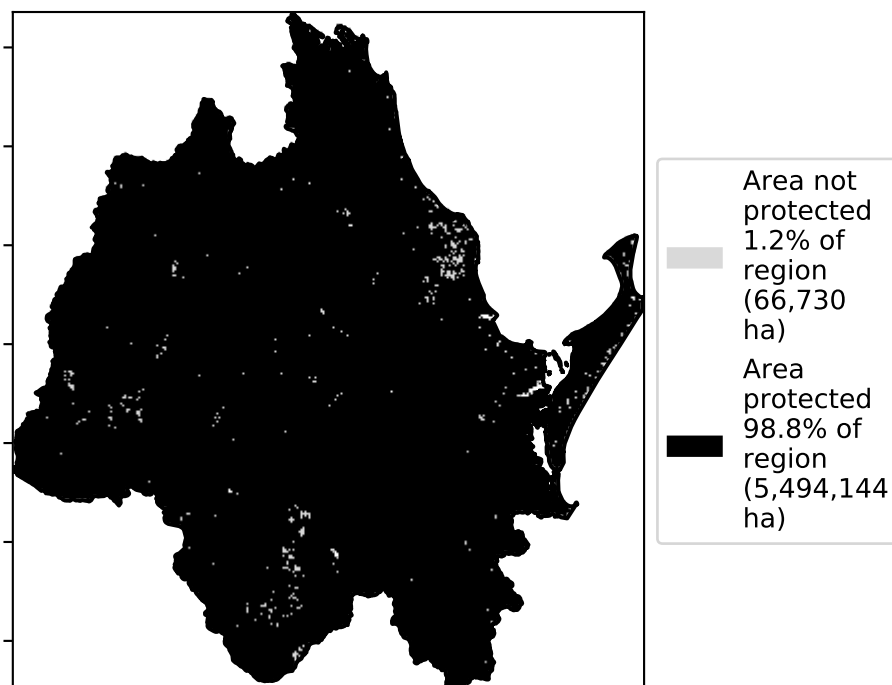 Area not
protected
1.2% of
region
(66,730
ha)
Area
protected
98.8% of
region
(5,494,144
ha)